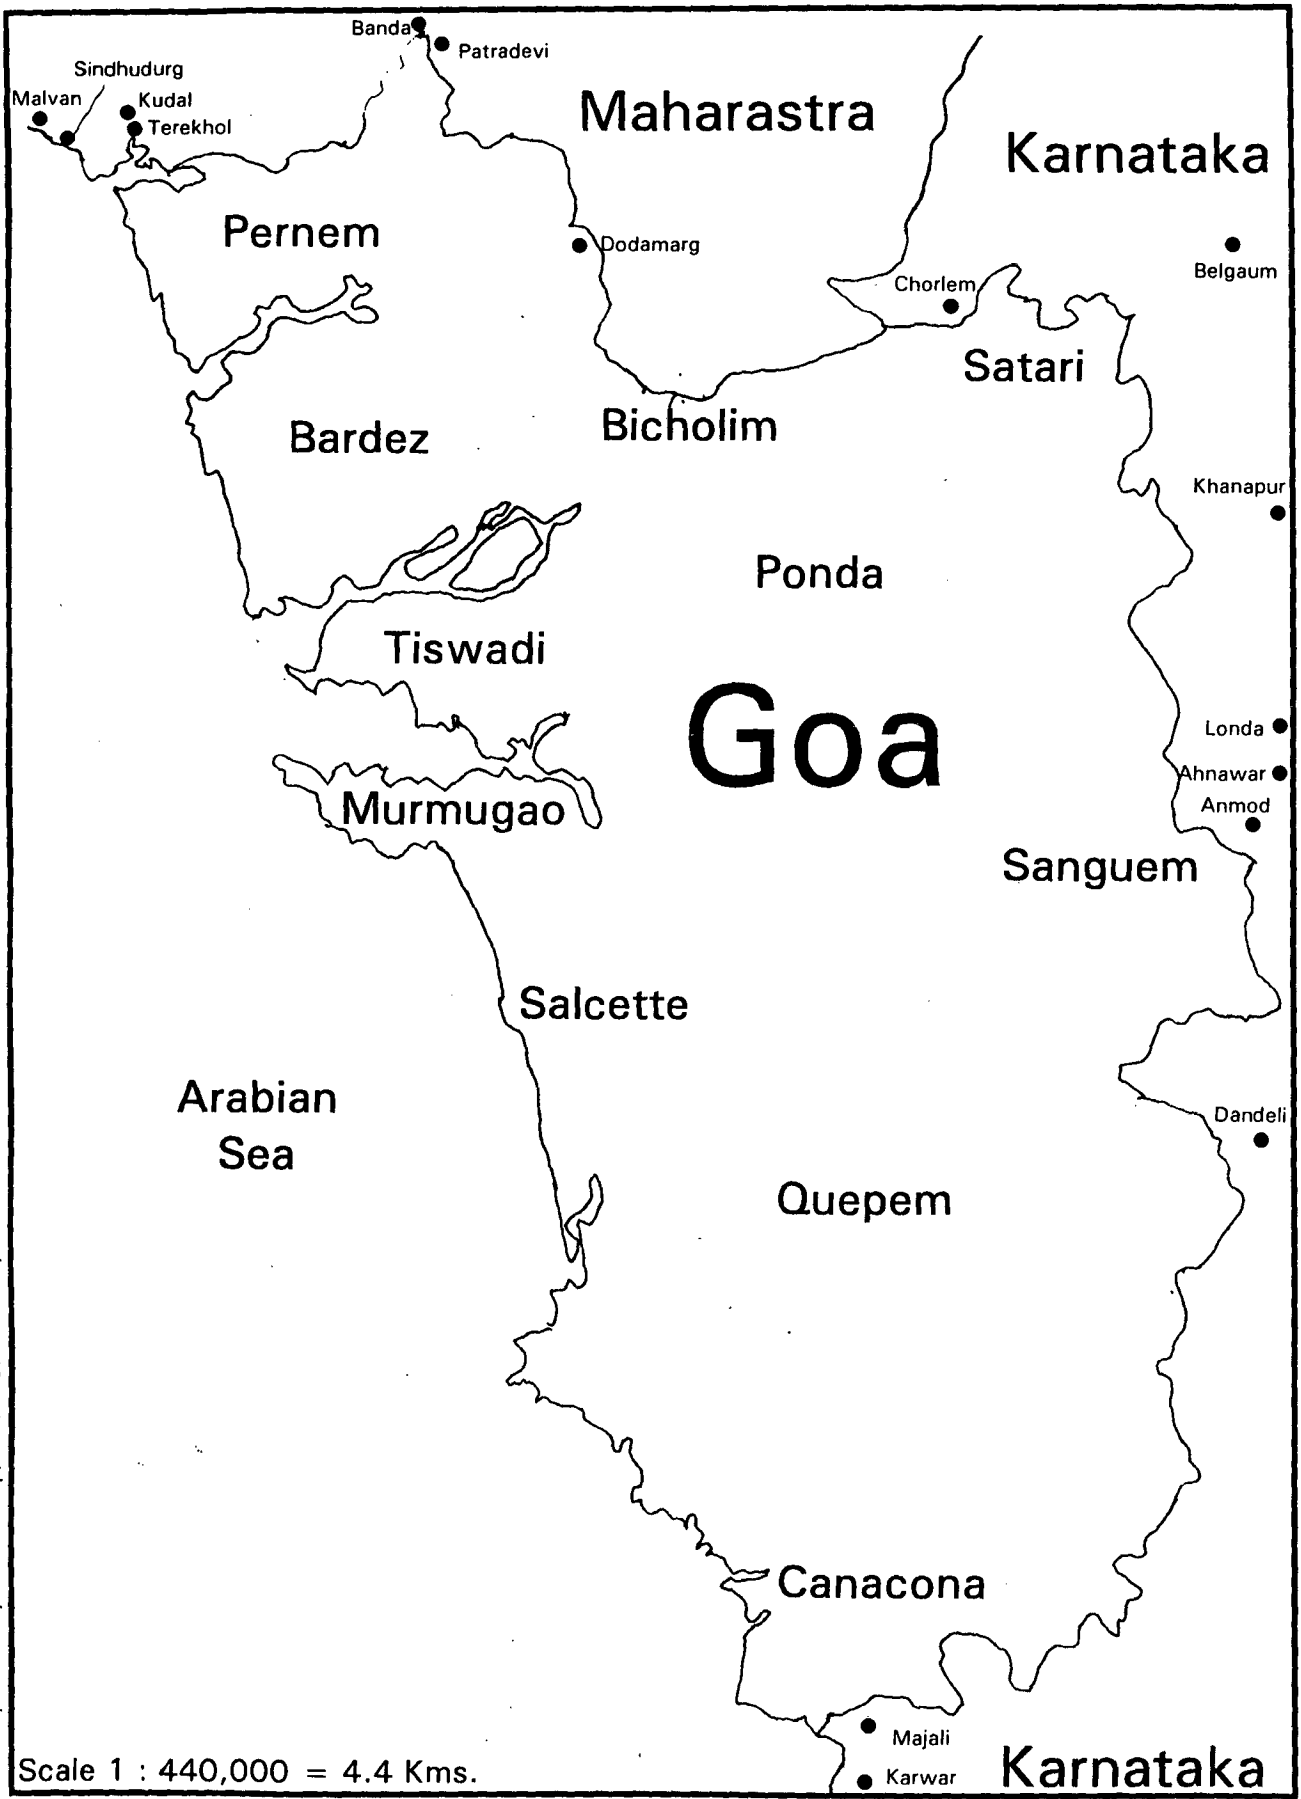 Banda
Patradevi
Sindhudurg
Malvan
Kudal
Terekhol
Maharastra
Karnataka
Pernem
Dodamarg
Belgaum
Chorlem
Satari
Bicholim
Bardez
Khanapur
Ponda
Tiswadi
Goa
Londa
Ahnawar
Anmod
Murmugao
Sanguem
Salcette
Arabian
Sea
Dandeli
Quepem
Canacona
Majali
Karwar
Karnataka
Scale 1 : 440,000 = 4.4 Kms.